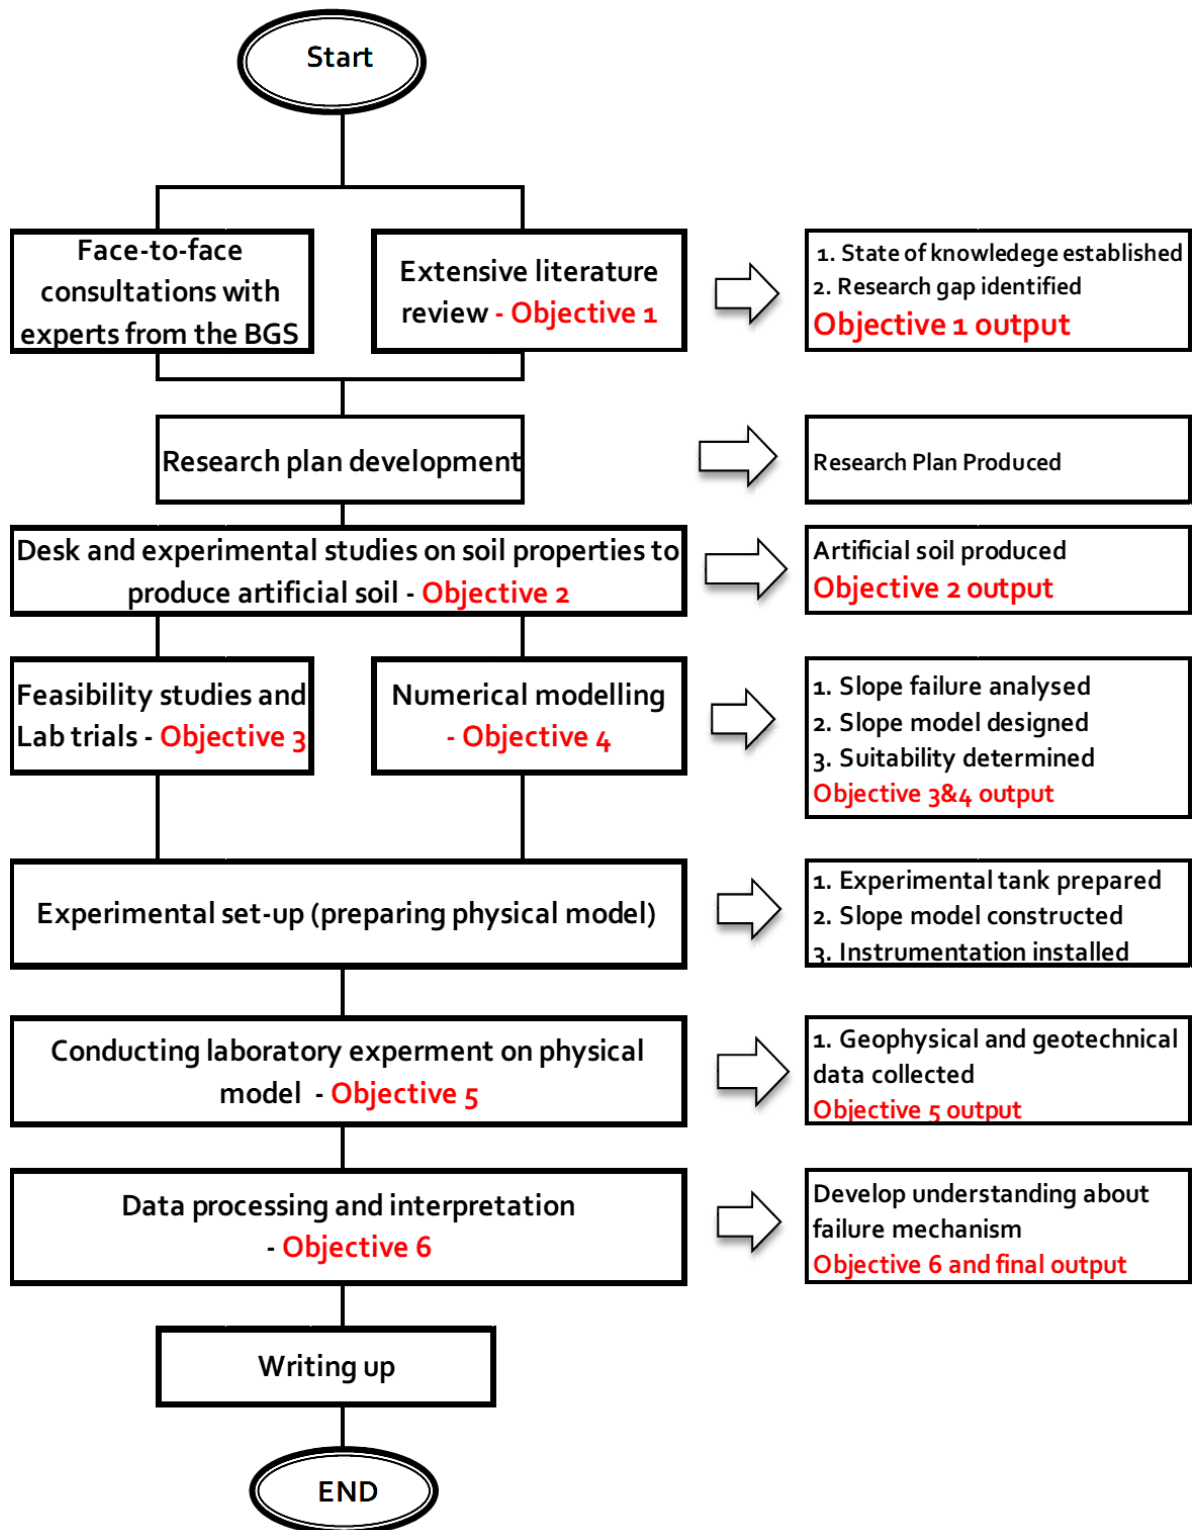 Start
Face-to-face
consultations with
experts from the BGS
Extensive literature
review - Objective 1
1. State of knowledege established
2. Research gap identified
Objective 1 output
Research plan development
Research Plan Produced
Desk and experimental studies on soil properties to
produce artificial soil - Objective 2
Artificial soil produced
Objective 2 output
Feasibility studies and
Lab trials - Objective 3
Numerical modelling
- Objective 4
1. Slope failure analysed
2. Slope model designed
3. Suitability determined
Objective 3&4 output
Experimental set-up (preparing physical model)
1. Experimental tank prepared
2. Slope model constructed
3. Instrumentation installed
Conducting laboratory experment on physical
model - Objective 5
1. Geophysical and geotechnical
data collected
Objective 5 output
Data processing and interpretation
- Objective 6
Develop understanding about
failure mechanism
Objective 6 and final output
Writing up
END